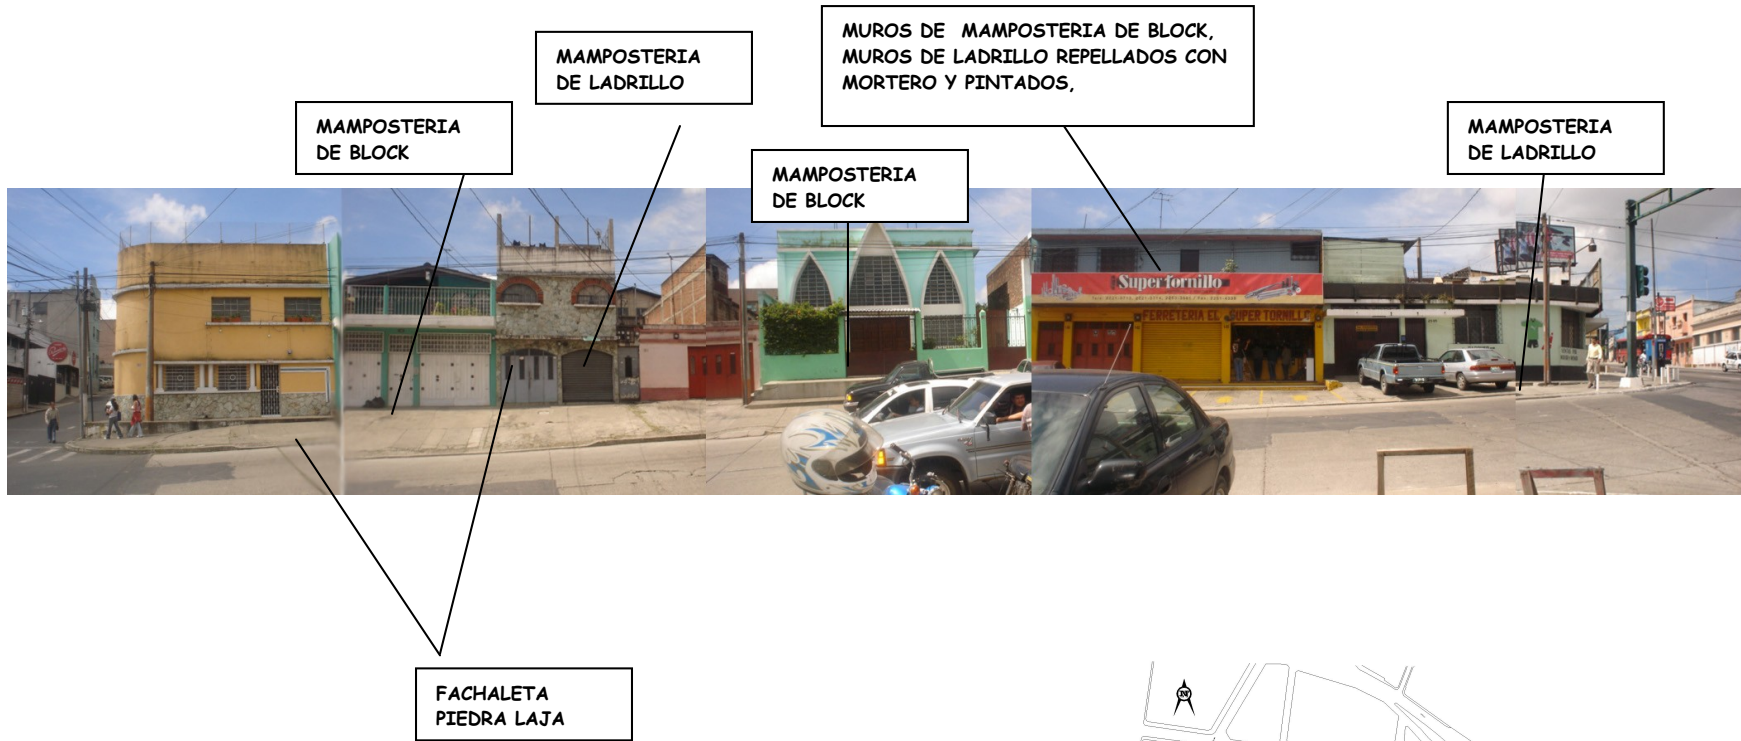 MUROS DE MAMPOSTERIA DE BLOCK,
MUROS DE LADRILLO REPELLADOS CON
MORTERO Y PINTADOS,
MAMPOSTERIA
DE LADRILLO
MAMPOSTERIA
DE BLOCK
MAMPOSTERIA
DE LADRILLO
MAMPOSTERIA
DE BLOCK
Super Tornillo
FERRETERIA EL SUPER TORNILLO
FACHALETA
PIEDRA LAJA
N